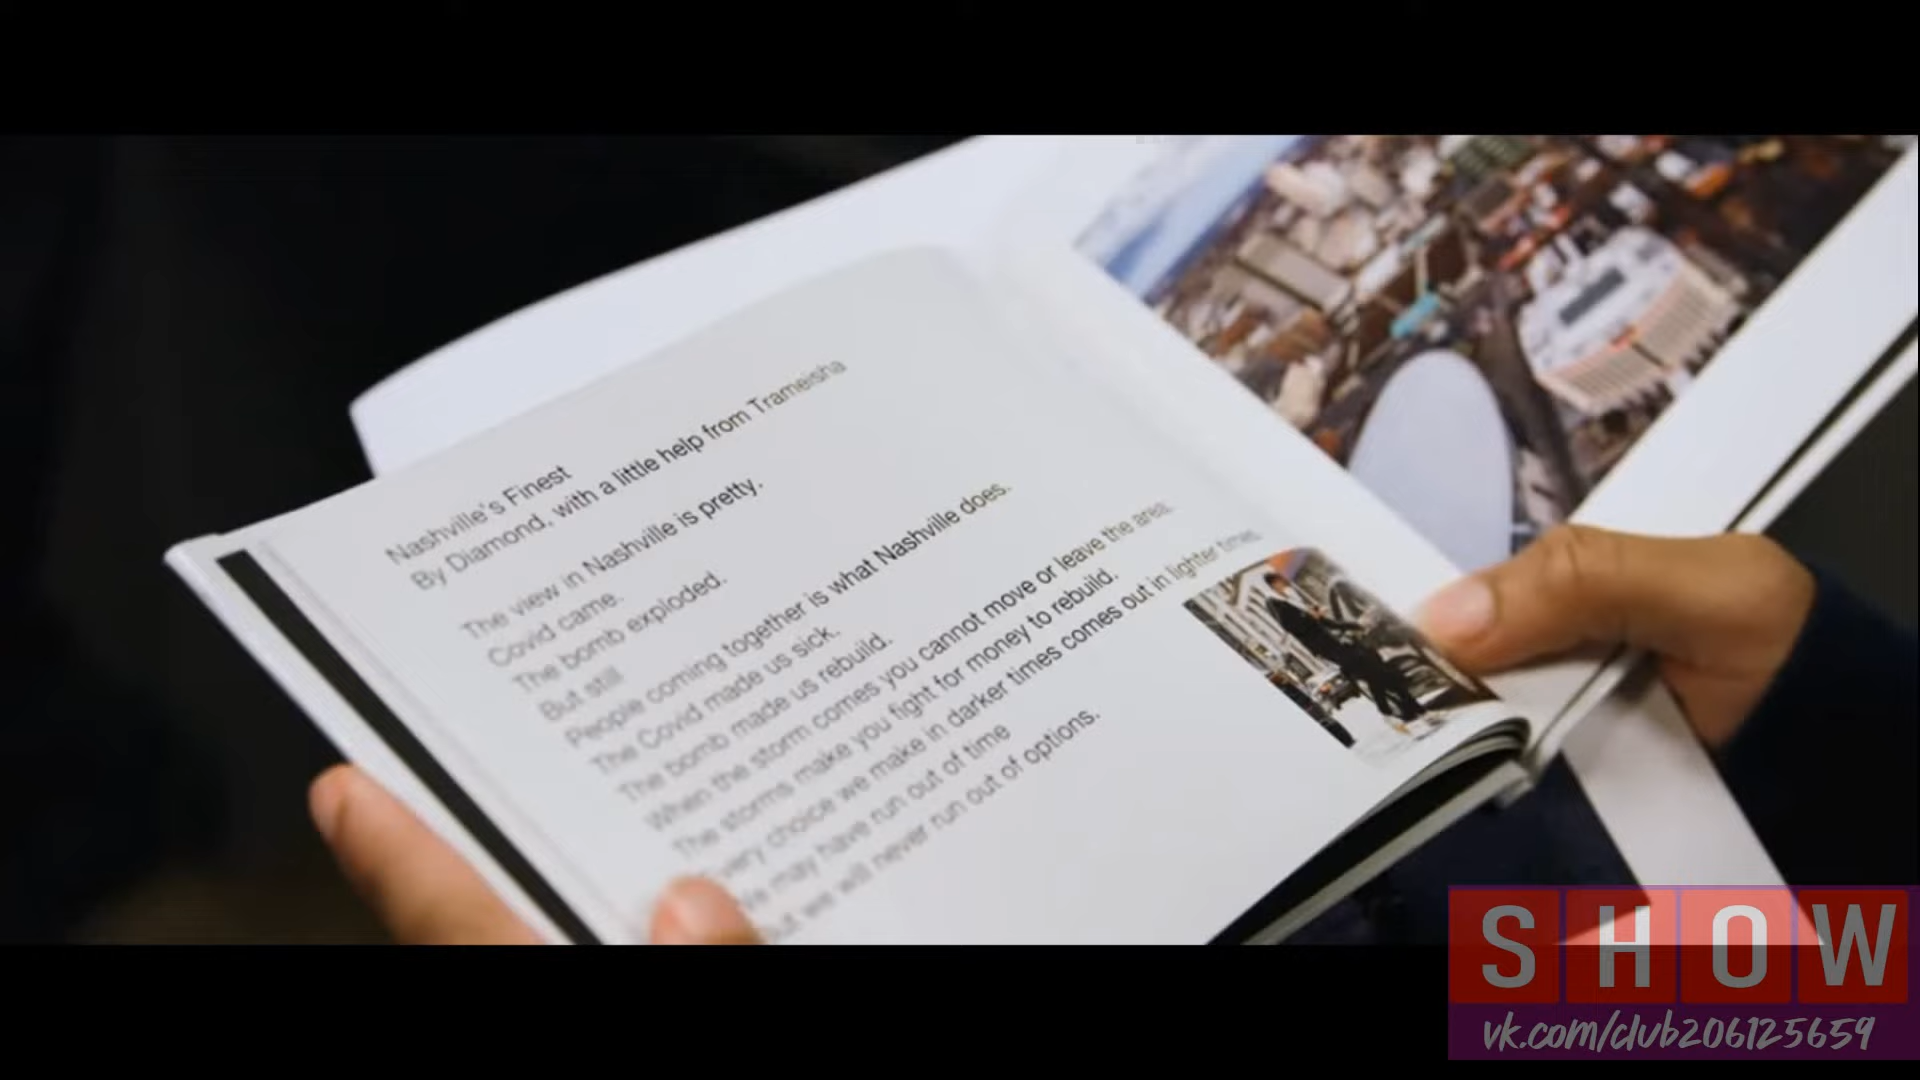 Nashville's Finest
By Diamond, with a little help from Trameisha
The view in Nashville is pretty.
Covid came.
The bomb exploded.
But still
People coming together is what Nashville does.
The Covid made us sick.
The bomb made us rebuild.
When the storm comes you cannot move or leave the area.
The storms make you fight for money to rebuild.
Every choice we make in darker times comes out in lighter times.
We may have run out of time
but we will never run out of options.
SHOW
vk.com/club206125659